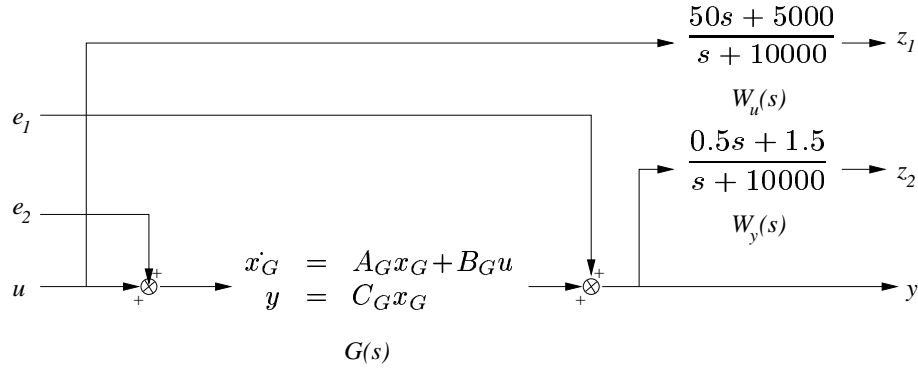 50s + 5000
s + 10000
z1
Wu(s)
e1
0.5s + 1.5
s + 10000
z2
Wy(s)
e2
+
+
ẋG = AGxG + BGu
y = CGxG
u
+
+
y
G(s)